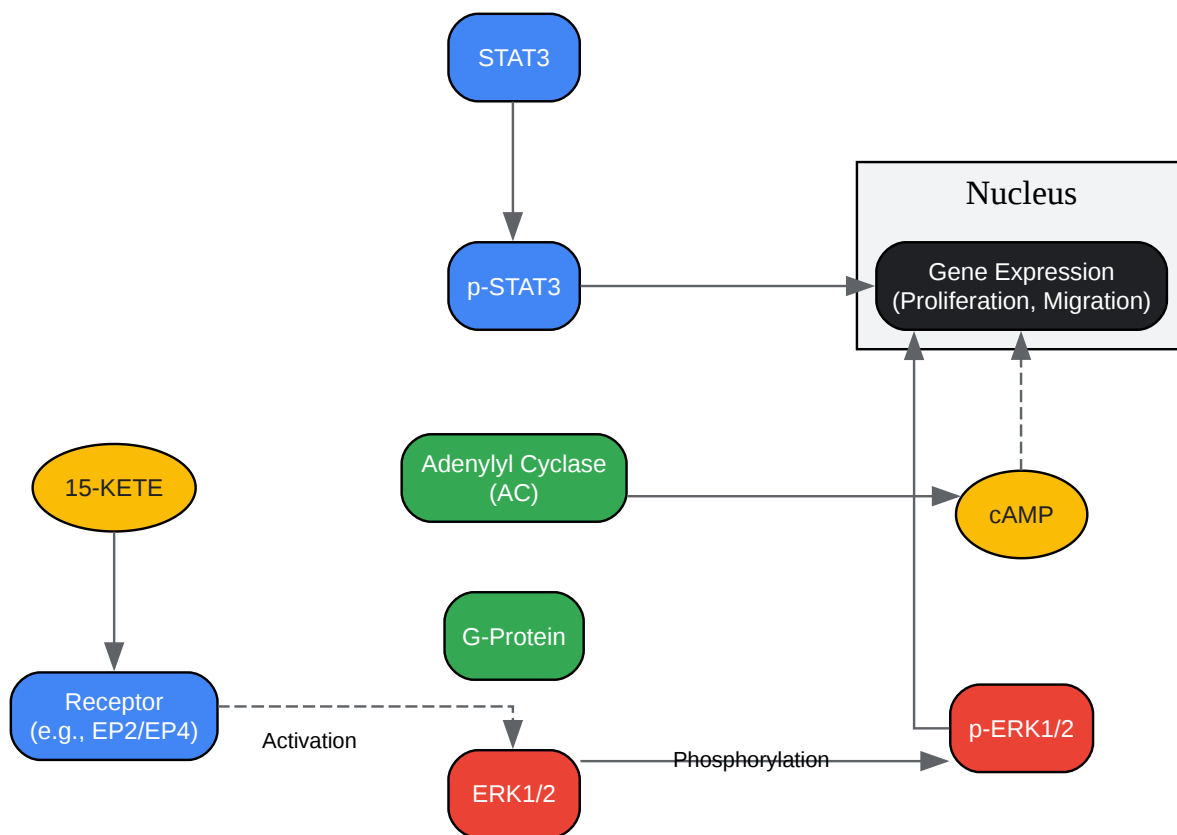 STAT3
Nucleus
p-STAT3
Gene Expression
(Proliferation, Migration)
15-KETE
Adenylyl Cyclase
(AC)
cAMP
G-Protein
Receptor
(e.g., EP2/EP4)
Activation
p-ERK1/2
Phosphorylation
ERK1/2